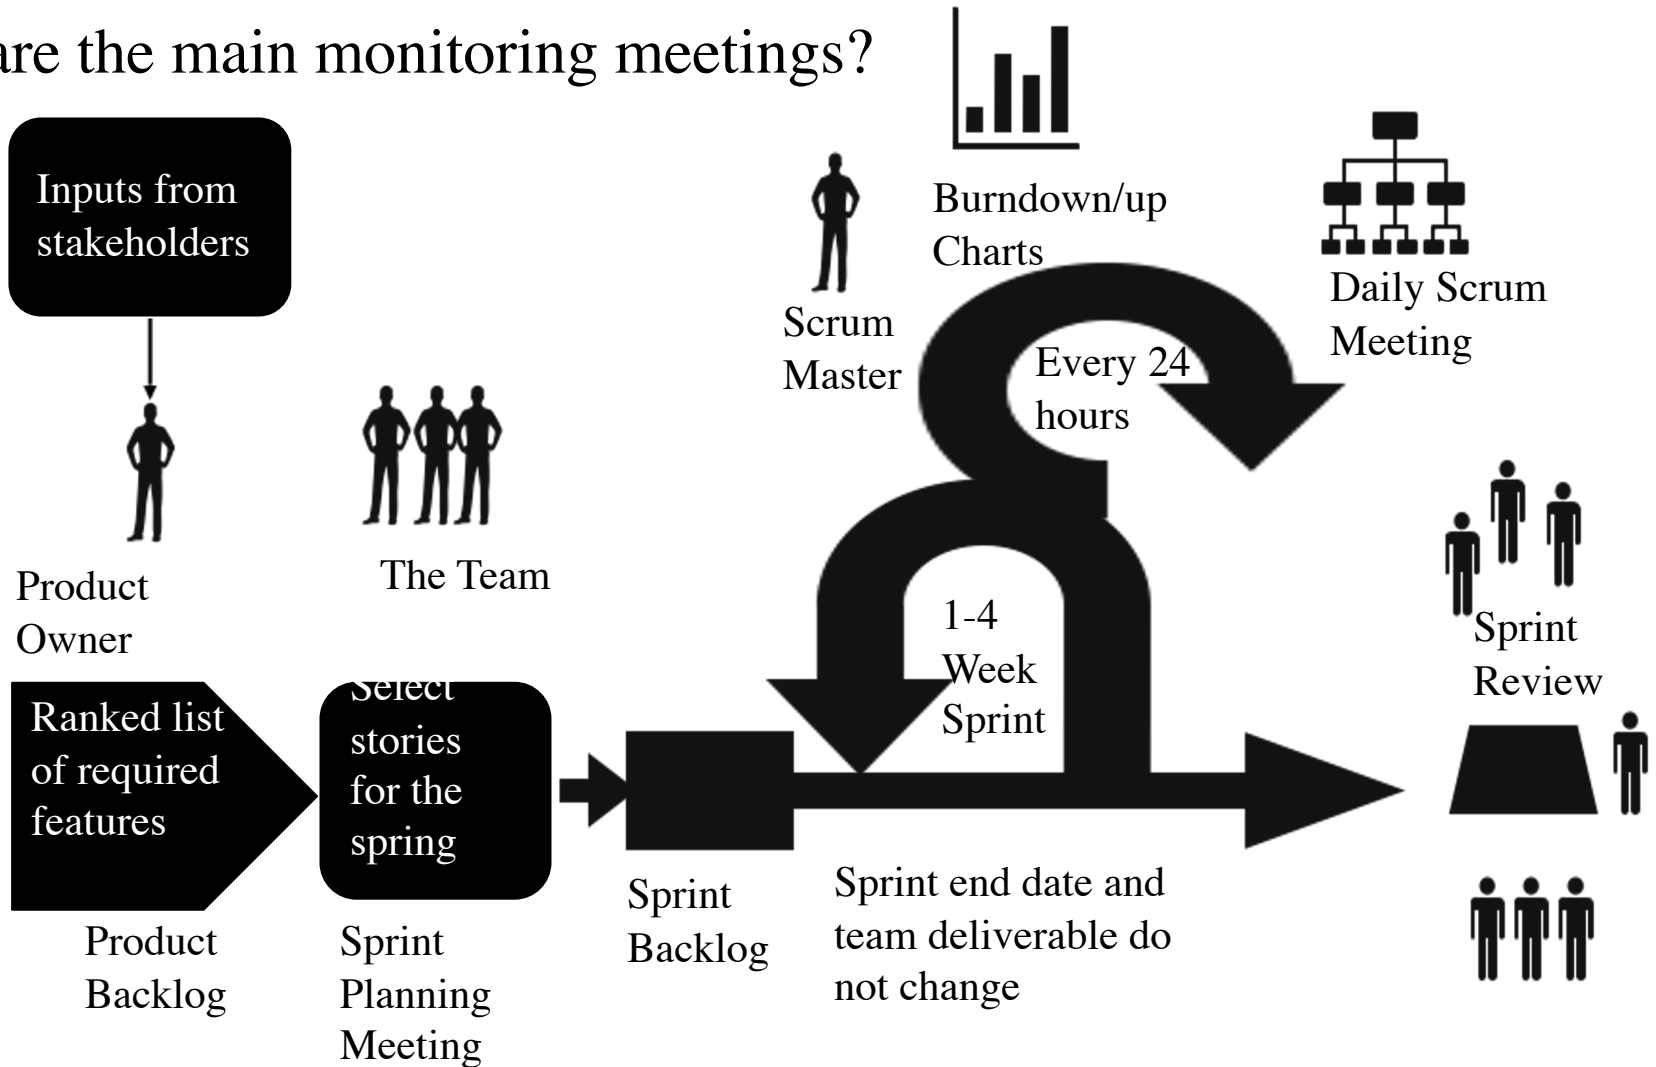 are the main monitoring meetings?
Inputs from
stakeholders
Product
Owner
The Team
Scrum
Master
Burndown/up
Charts
Every 24
hours
Daily Scrum
Meeting
1-4
Week
Sprint
Sprint
Review
Ranked list
of required
features
Product
Backlog
Select
stories
for the
spring
Sprint
Planning
Meeting
Sprint
Backlog
Sprint end date and
team deliverable do
not change